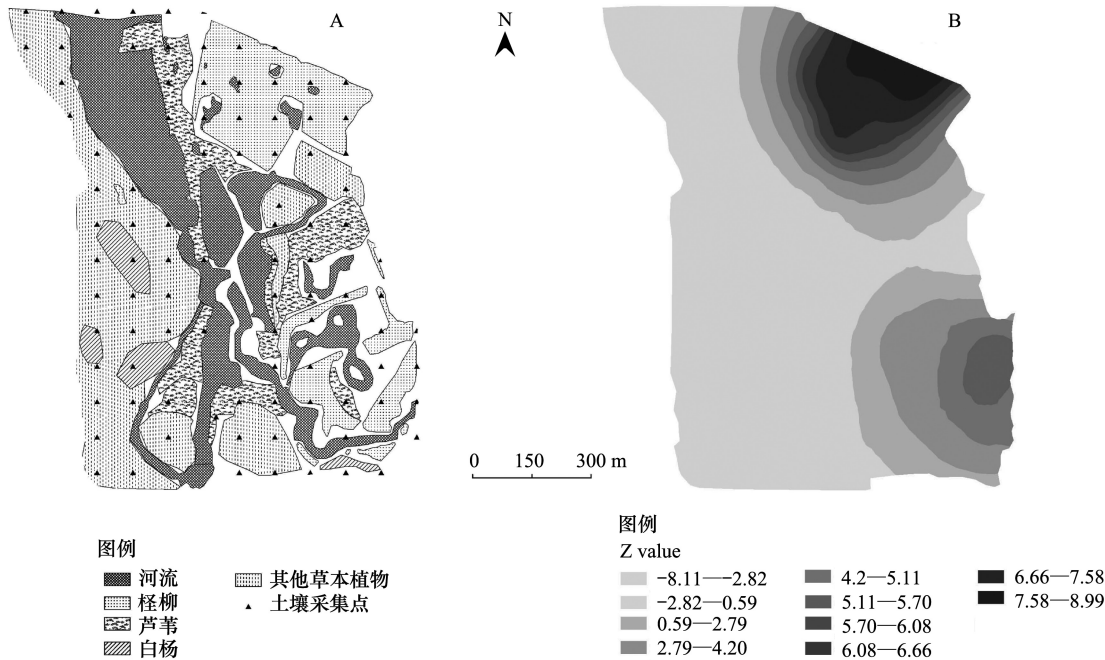 A
N
B
0 150 300 m
图例
河流
柽柳
芦苇
白杨
其他草本植物
土壤采集点
图例
Z value
-8.11—-2.82
-2.82—0.59
0.59—2.79
2.79—4.20
4.2—5.11
5.11—5.70
5.70—6.08
6.08—6.66
6.66—7.58
7.58—8.99